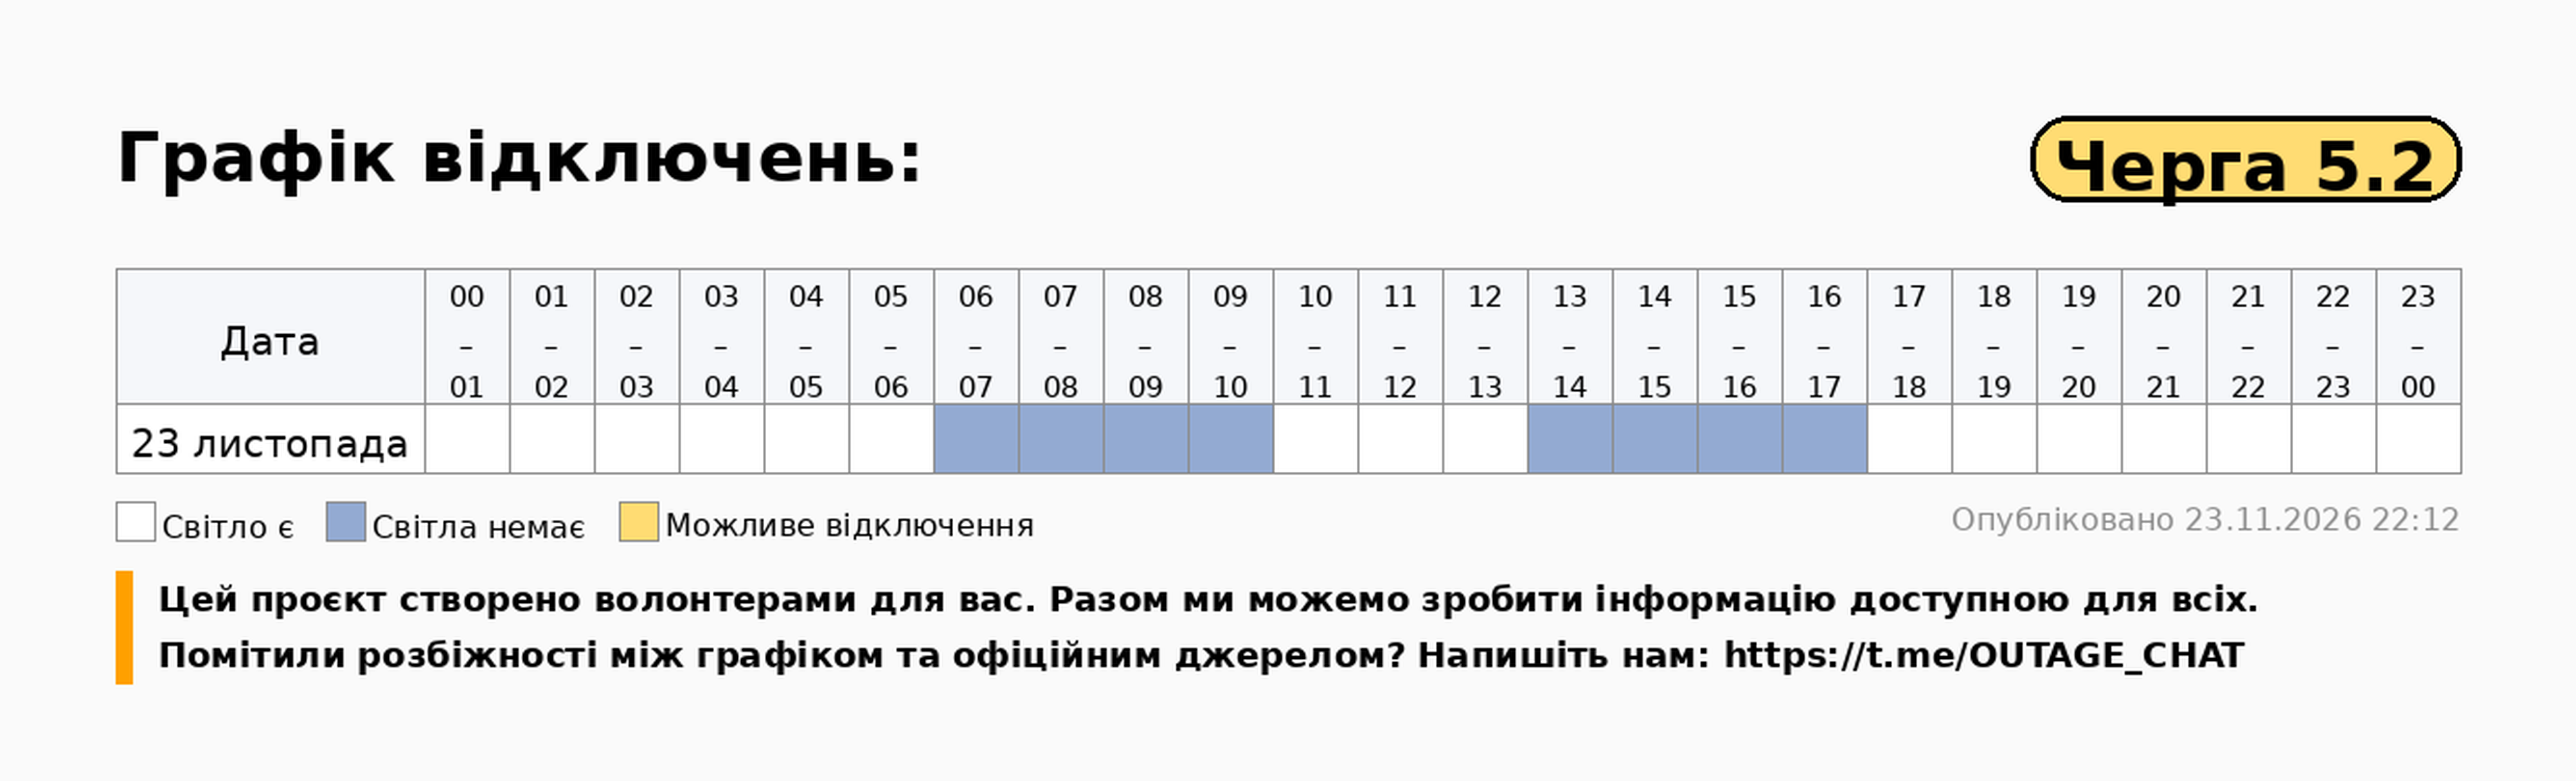 Графік відключень:
Черга 5.2
Дата
00 – 01
01 – 02
02 – 03
03 – 04
04 – 05
05 – 06
06 – 07
07 – 08
08 – 09
09 – 10
10 – 11
11 – 12
12 – 13
13 – 14
14 – 15
15 – 16
16 – 17
17 – 18
18 – 19
19 – 20
20 – 21
21 – 22
22 – 23
23 – 00
23 листопада
Світло є
Світла немає
Можливе відключення
Опубліковано 23.11.2026 22:12
Цей проєкт створено волонтерами для вас. Разом ми можемо зробити інформацію доступною для всіх.
Помітили розбіжності між графіком та офіційним джерелом? Напишіть нам: https://t.me/OUTAGE_CHAT